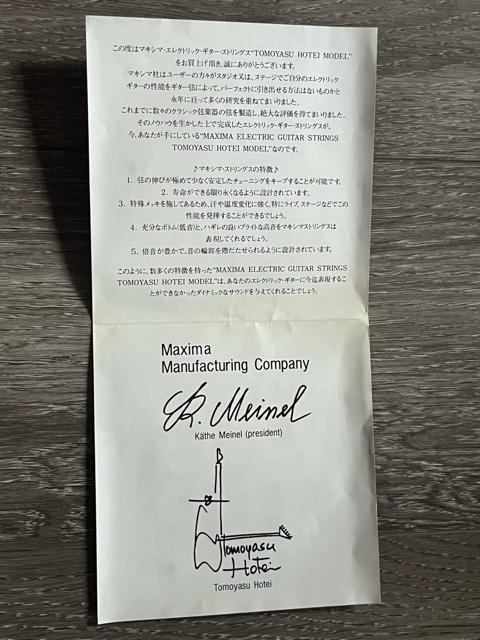 この度はマキシマ・エレクトリック・ギター・ストリングス"TOMOYASU HOTEI MODEL"
をお買上げ頂き、誠にありがとうございます。
マキシマ社はユーザーの方々がスタジオ又は、ステージでご自分のエレクトリック
ギターの性能をギター弦によって、パーフェクトに引き出せる方法はないものかと
永年に亘って多くの研究を重ねてまいりました。
これまでに数々のクラシック弦楽器の弦を製造し、絶大な評価を得てまいりました。
そのノウハウを生かした上で完成したエレクトリック・ギター・ストリングスが、
今、あなたが手にしている"MAXIMA ELECTRIC GUITAR STRINGS
TOMOYASU HOTEI MODEL"なのです。
♪マキシマ・ストリングスの特徴♪
1. 弦の伸びが極めて少なく安定したチューニングをキープすることが可能です。
2. 寿命ができる限り永くなるように設計されています。
3. 特殊メッキを施してあるため、汗や温度変化に強く、特にライブ、ステージなどでこの
性能を発揮することができるでしょう。
4. 充分なボトム(低音)と、ハギレの良いブライトな高音をマキシマストリングスは
表現してくれるでしょう。
5. 倍音が豊かで、音の輪郭を際だたせられるように設計されています。
このように、数多くの特徴を持った"MAXIMA ELECTRIC GUITAR STRINGS
TOMOYASU HOTEI MODEL"は、あなたのエレクトリック・ギターに今迄表現するこ
とができなかったダイナミックなサウンドを与えてくれることでしょう。
Maxima
Manufacturing Company
K. Meinel
Käthe Meinel (president)
Tomoyasu
Hotei
Tomoyasu Hotei